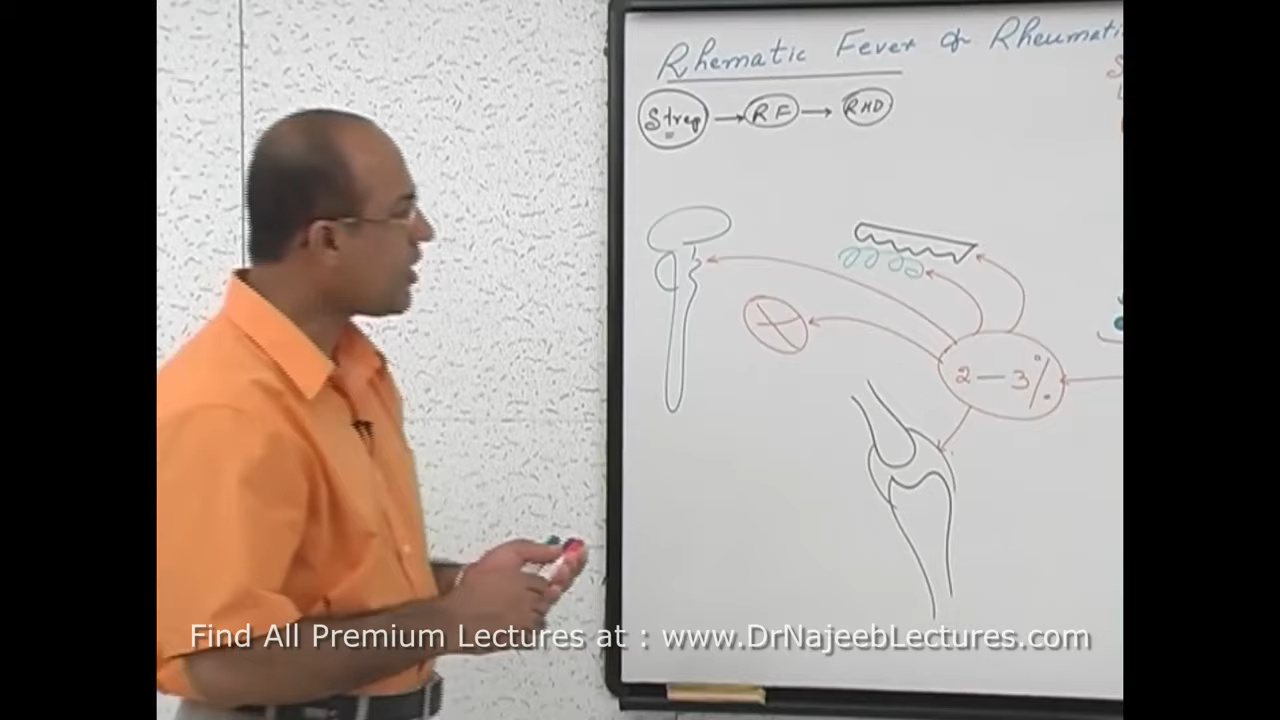 Rhematic Fever & Rheumati
Strep → RF → RHD
2 — 3%
Find All Premium Lectures at : www.DrNajeebLectures.com